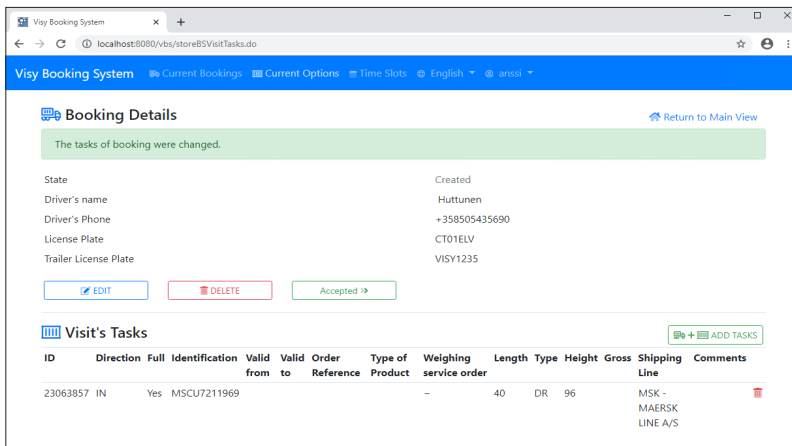 Visy Booking System
localhost:8080/vbs/storeBSVisitTasks.do
Visy Booking System Current Bookings Current Options Time Slots English anssi
Booking Details
Return to Main View
The tasks of booking were changed.
State Created
Driver's name Huttunen
Driver's Phone +358505435690
License Plate CT01ELV
Trailer License Plate VISY1235
EDIT DELETE Accepted >>
Visit's Tasks
+ ADD TASKS
ID Direction Full Identification Valid Valid Order Type of Weighing Length Type Height Gross Shipping Comments
from to Reference Product service order Line
23063857 IN Yes MSCU7211969 – 40 DR 96 MSK -
MAERSK
LINE A/S